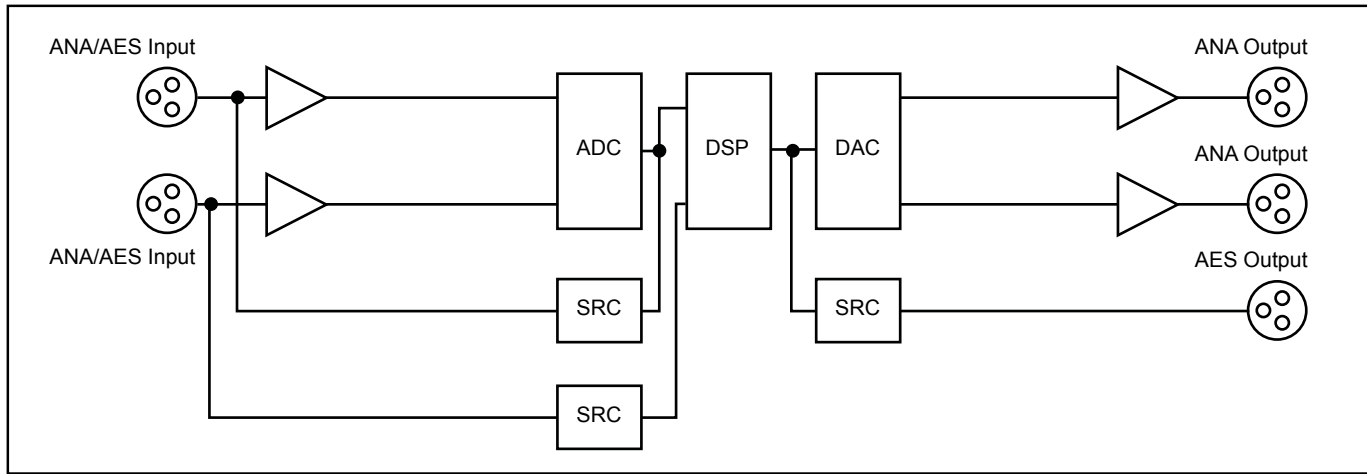 ANA/AES Input
ANA Output
ADC
DSP
DAC
ANA Output
ANA/AES Input
AES Output
SRC
SRC
SRC